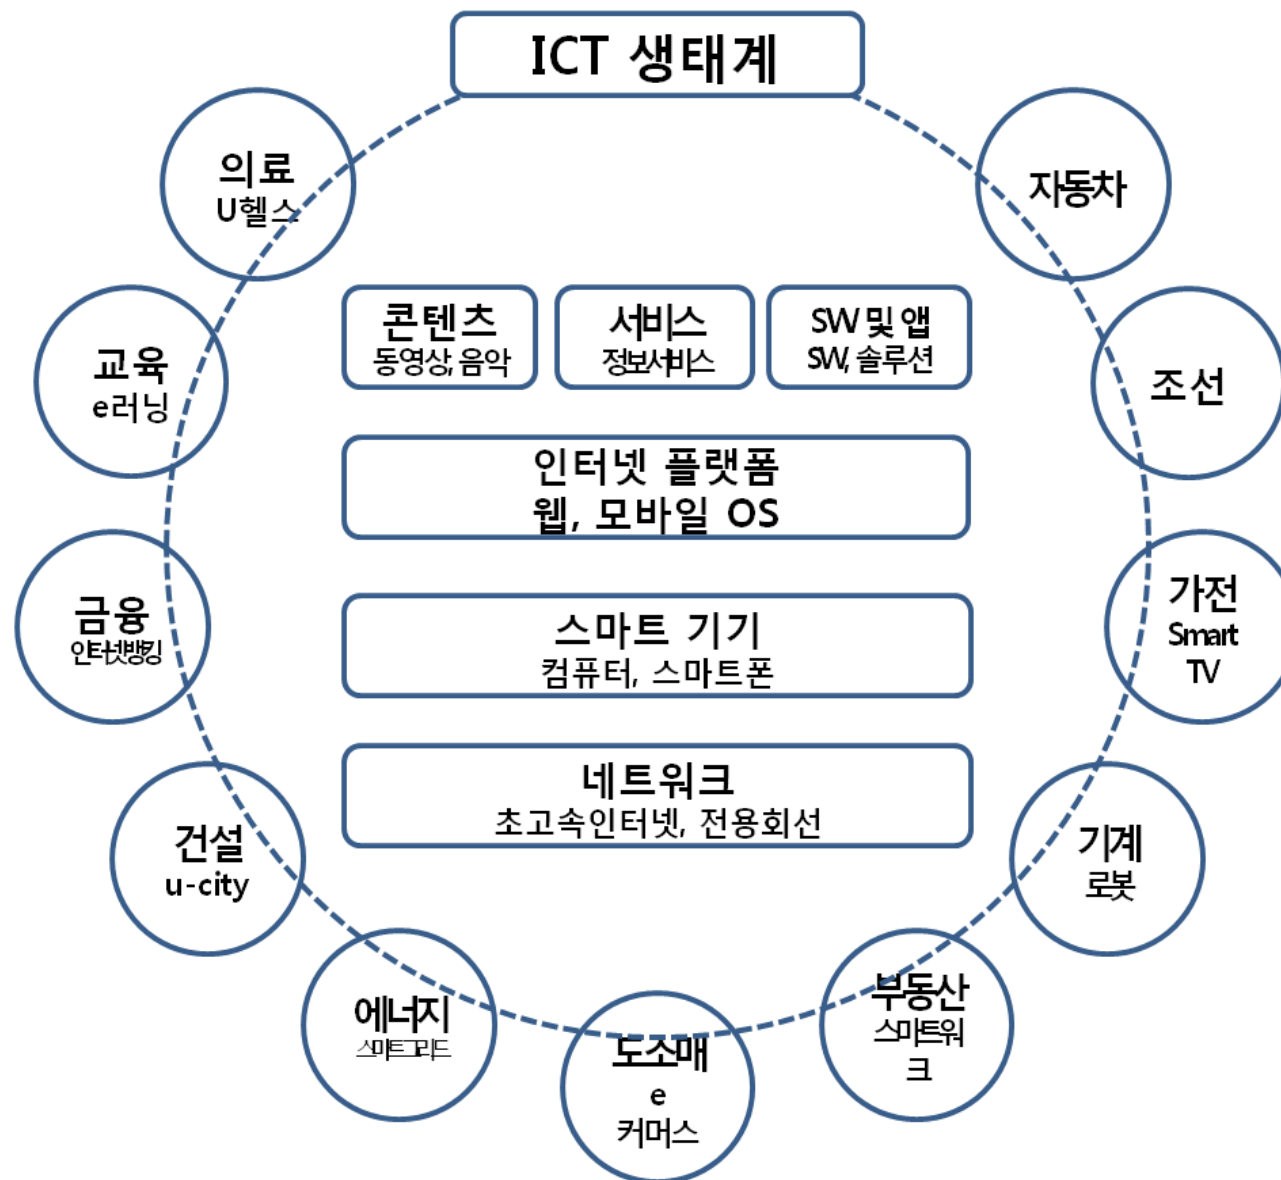 ICT 생태계
의료
U헬스
자동차
콘텐츠
동영상, 음악
서비스
정보서비스
SW 및 앱
SW, 솔루션
교육
e러닝
조선
인터넷 플랫폼
웹, 모바일 OS
금융
인터넷뱅킹
스마트 기기
컴퓨터, 스마트폰
가전
Smart
TV
네트워크
초고속인터넷, 전용회선
건설
u-city
기계
로봇
에너지
스마트그리드
도소매
e
커머스
부동산
스마트워
크